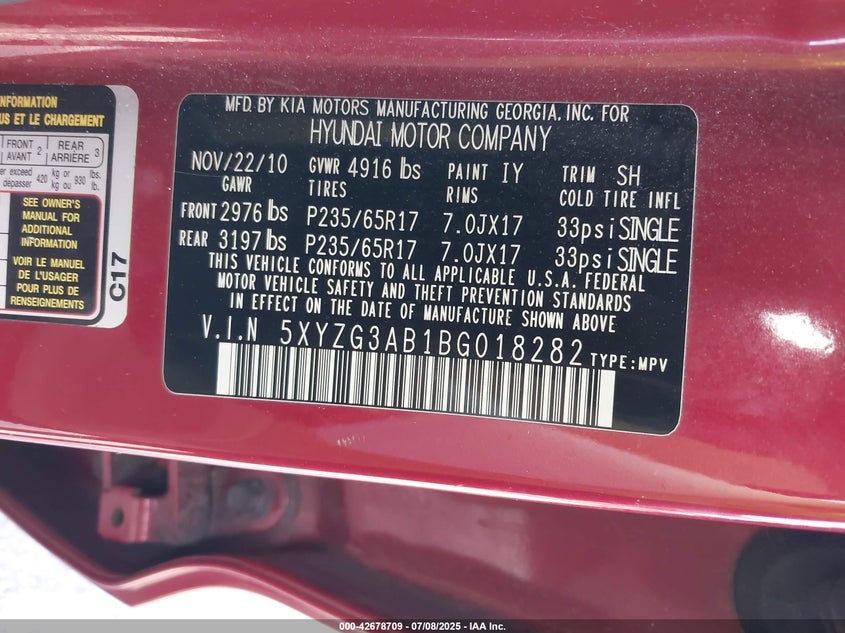 INFORMATION
US ET LE CHARGEMENT
FRONT 2 REAR 3
AVANT ARRIÈRE
er exceed 420 kg or 930 lbs.
dépasser kg ou lb.
SEE OWNER'S
MANUAL FOR
ADDITIONAL
INFORMATION
VOIR LE MANUEL
DE L'USAGER
POUR PLUS DE
RENSEIGNEMENTS
C17
MFD. BY KIA MOTORS MANUFACTURING GEORGIA. INC. FOR
HYUNDAI MOTOR COMPANY
NOV/22/10 GVWR 4916 lbs PAINT IY TRIM SH
GAWR TIRES RIMS COLD TIRE INFL
FRONT 2976 lbs P235/65R17 7.0JX17 33psi SINGLE
REAR 3197 lbs P235/65R17 7.0JX17 33psi SINGLE
THIS VEHICLE CONFORMS TO ALL APPLICABLE U.S.A. FEDERAL
MOTOR VEHICLE SAFETY AND THEFT PREVENTION STANDARDS
IN EFFECT ON THE DATE OF MANUFACTURE SHOWN ABOVE
V.I.N 5XYZG3AB1BG018282 TYPE:MPV
000-42678709 - 07/08/2025 - IAA Inc.